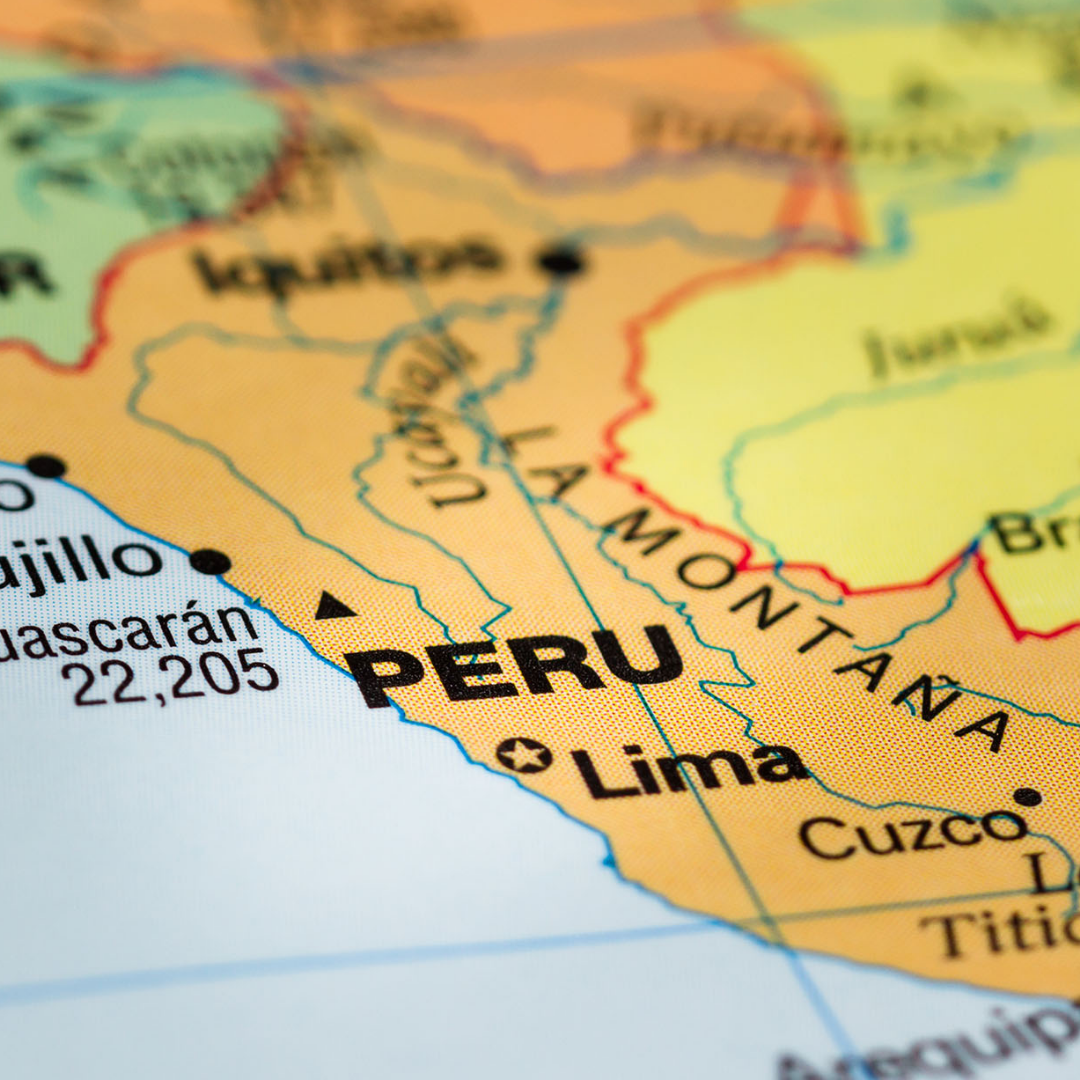 R
Iquitos
Juruá
Ucayali
LA MONTAÑA
o
ujillo
uascarán
22,205
PERU
Lima
Br
Cuzco
L
Titic
Arequip